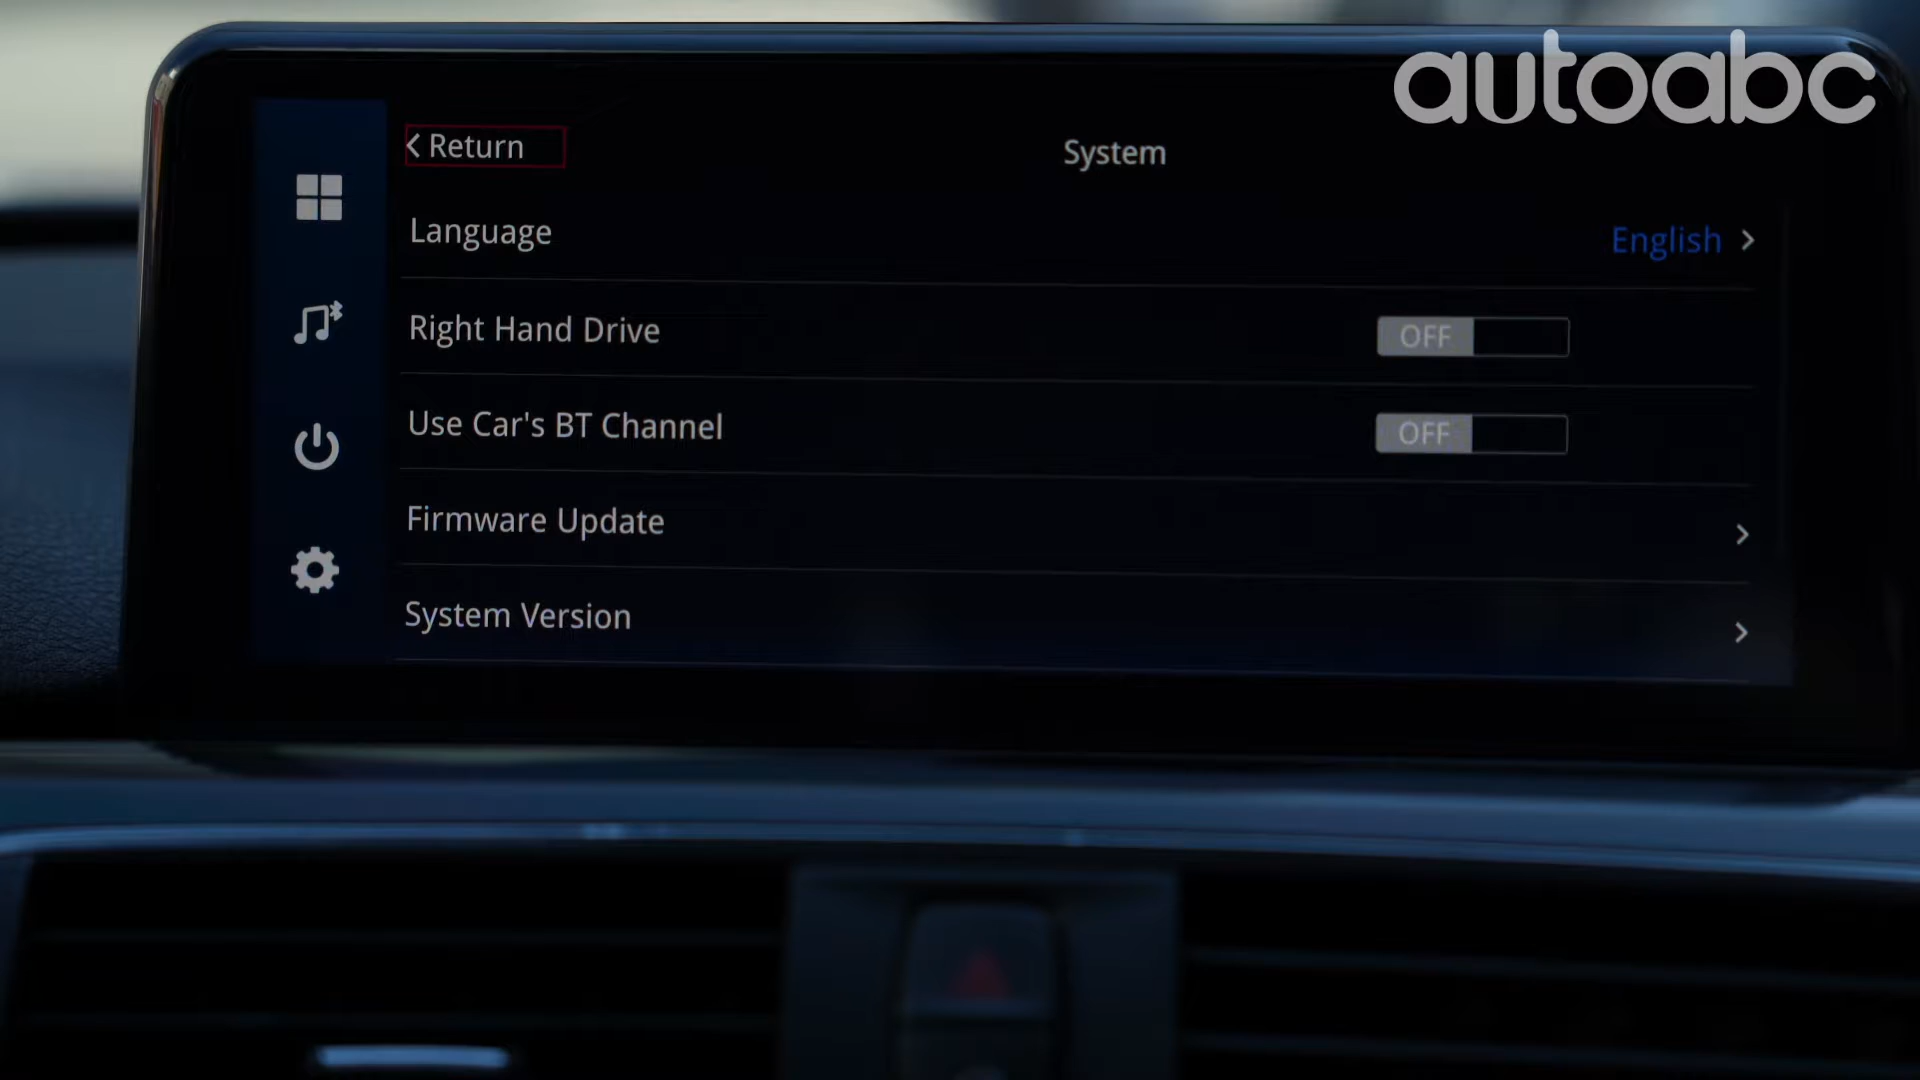 autoabc
Return
System
Language
English
Right Hand Drive
OFF
Use Car's BT Channel
OFF
Firmware Update
System Version